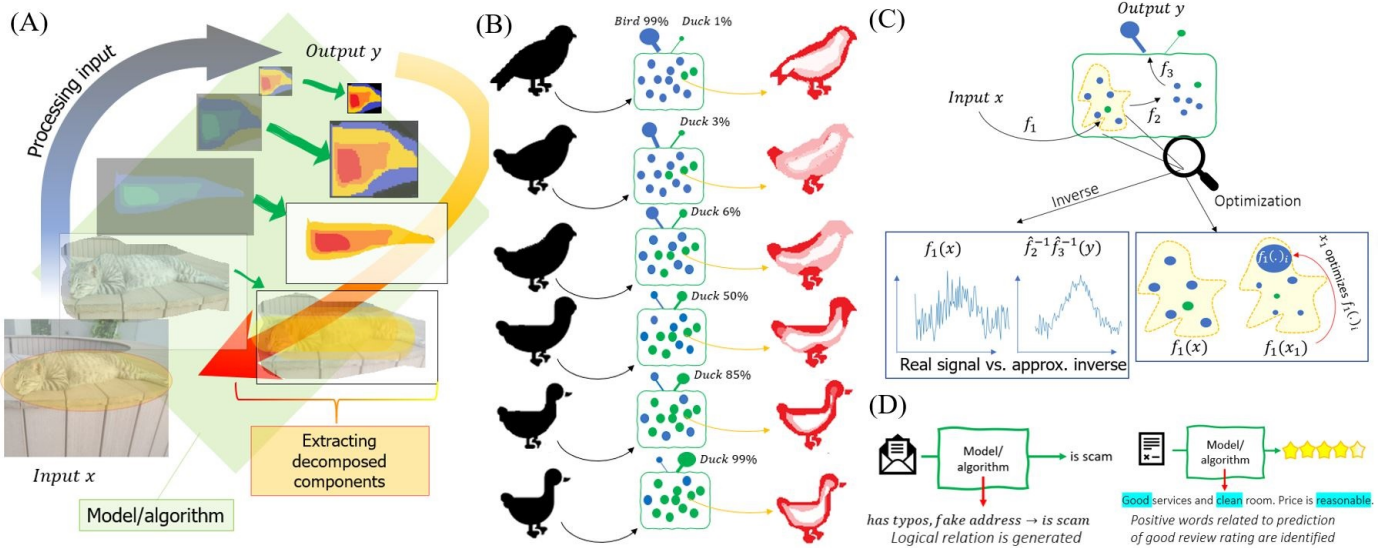 (A)
Processing input
Output y
Input x
Model/algorithm
Extracting
decomposed
components
(B)
Bird 99%
Duck 1%
Duck 3%
Duck 6%
Duck 50%
Duck 85%
Duck 99%
(C)
Output y
Input x
f₁
f₂
f₃
Inverse
Optimization
f₁(x)
f̂₂⁻¹f̂₃⁻¹(y)
Real signal vs. approx. inverse
f₁(.)ᵢ
x₁ optimizes f₁(.)ᵢ
f₁(x)
f₁(x₁)
(D)
Model/
algorithm
is scam
has typos, fake address → is scam
Logical relation is generated
Model/
algorithm
Good services and clean room. Price is reasonable.
Positive words related to prediction
of good review rating are identified